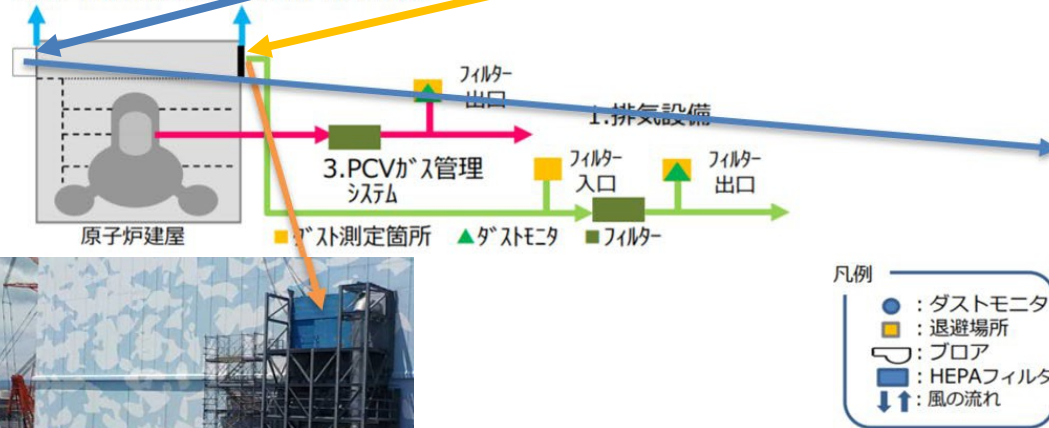 フィルター
出口
1.排気設備
3.PCVガス管理
システム
フィルター
入口
フィルター
出口
原子炉建屋
ダスト測定箇所 ダストモニタ フィルター
凡例
：ダストモニタ
：退避場所
：ブロア
：HEPAフィルタ
：風の流れ